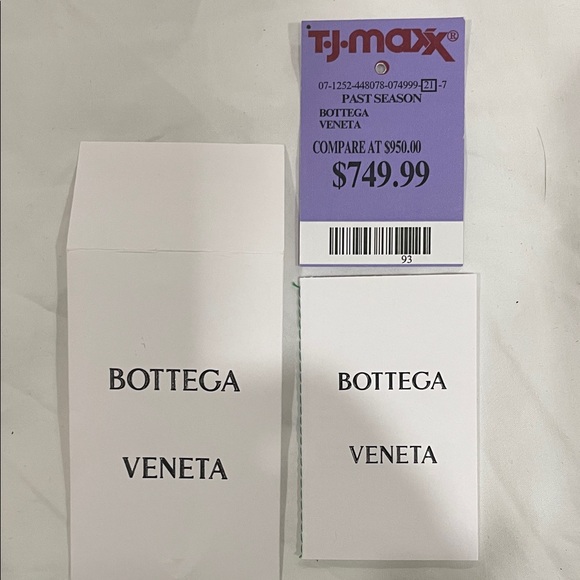 T·J·maxx®
07-1252-448078-074999-21-7
PAST SEASON
BOTTEGA
VENETA
COMPARE AT $950.00
$749.99
93
BOTTEGA
VENETA
BOTTEGA
VENETA